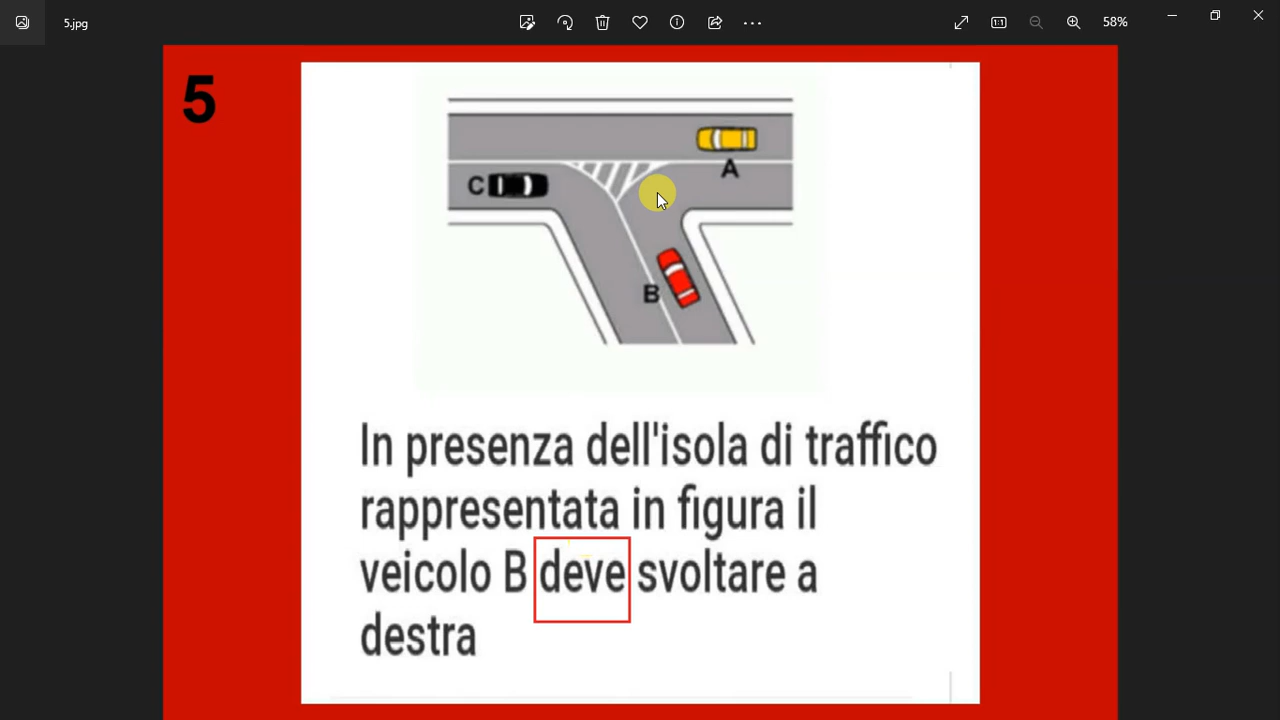 5.jpg
58%
5
A
C
B
In presenza dell'isola di traffico
rappresentata in figura il
veicolo B deve svoltare a
destra